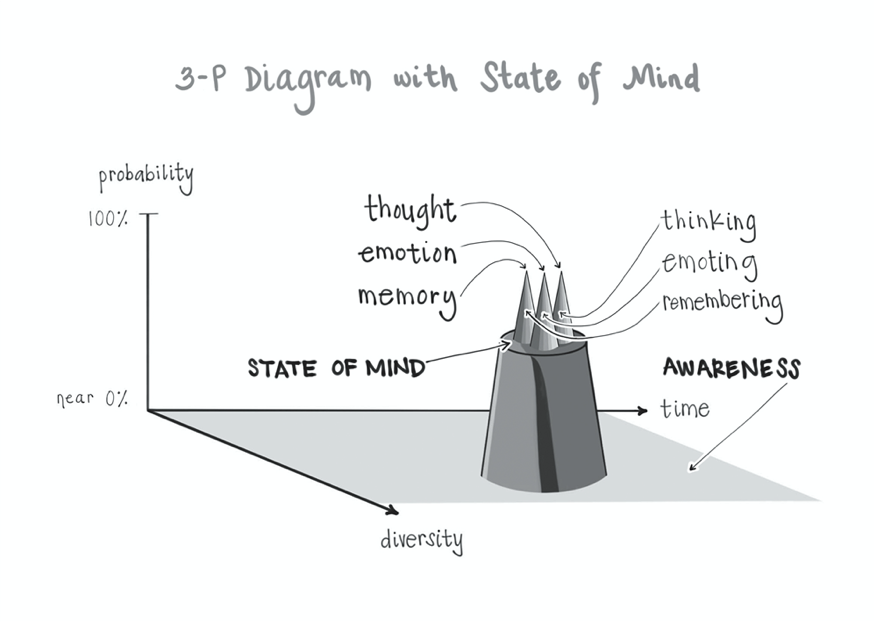 3-P Diagram with State of Mind
probability
100%
thought
emotion
memory
thinking
emoting
remembering
STATE OF MIND
AWARENESS
near 0%
time
diversity